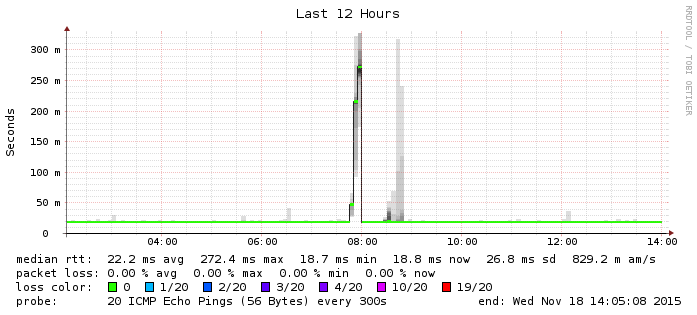 Last 12 Hours
RRDTOOL / TOBI OETIKER
Seconds
300 m
250 m
200 m
150 m
100 m
50 m
0
04:00 06:00 08:00 10:00 12:00 14:00
median rtt: 22.2 ms avg 272.4 ms max 18.7 ms min 18.8 ms now 26.8 ms sd 829.2 m am/s
packet loss: 0.00 % avg 0.00 % max 0.00 % min 0.00 % now
loss color: 0 1/20 2/20 3/20 4/20 10/20 19/20
probe: 20 ICMP Echo Pings (56 Bytes) every 300s end: Wed Nov 18 14:05:08 2015